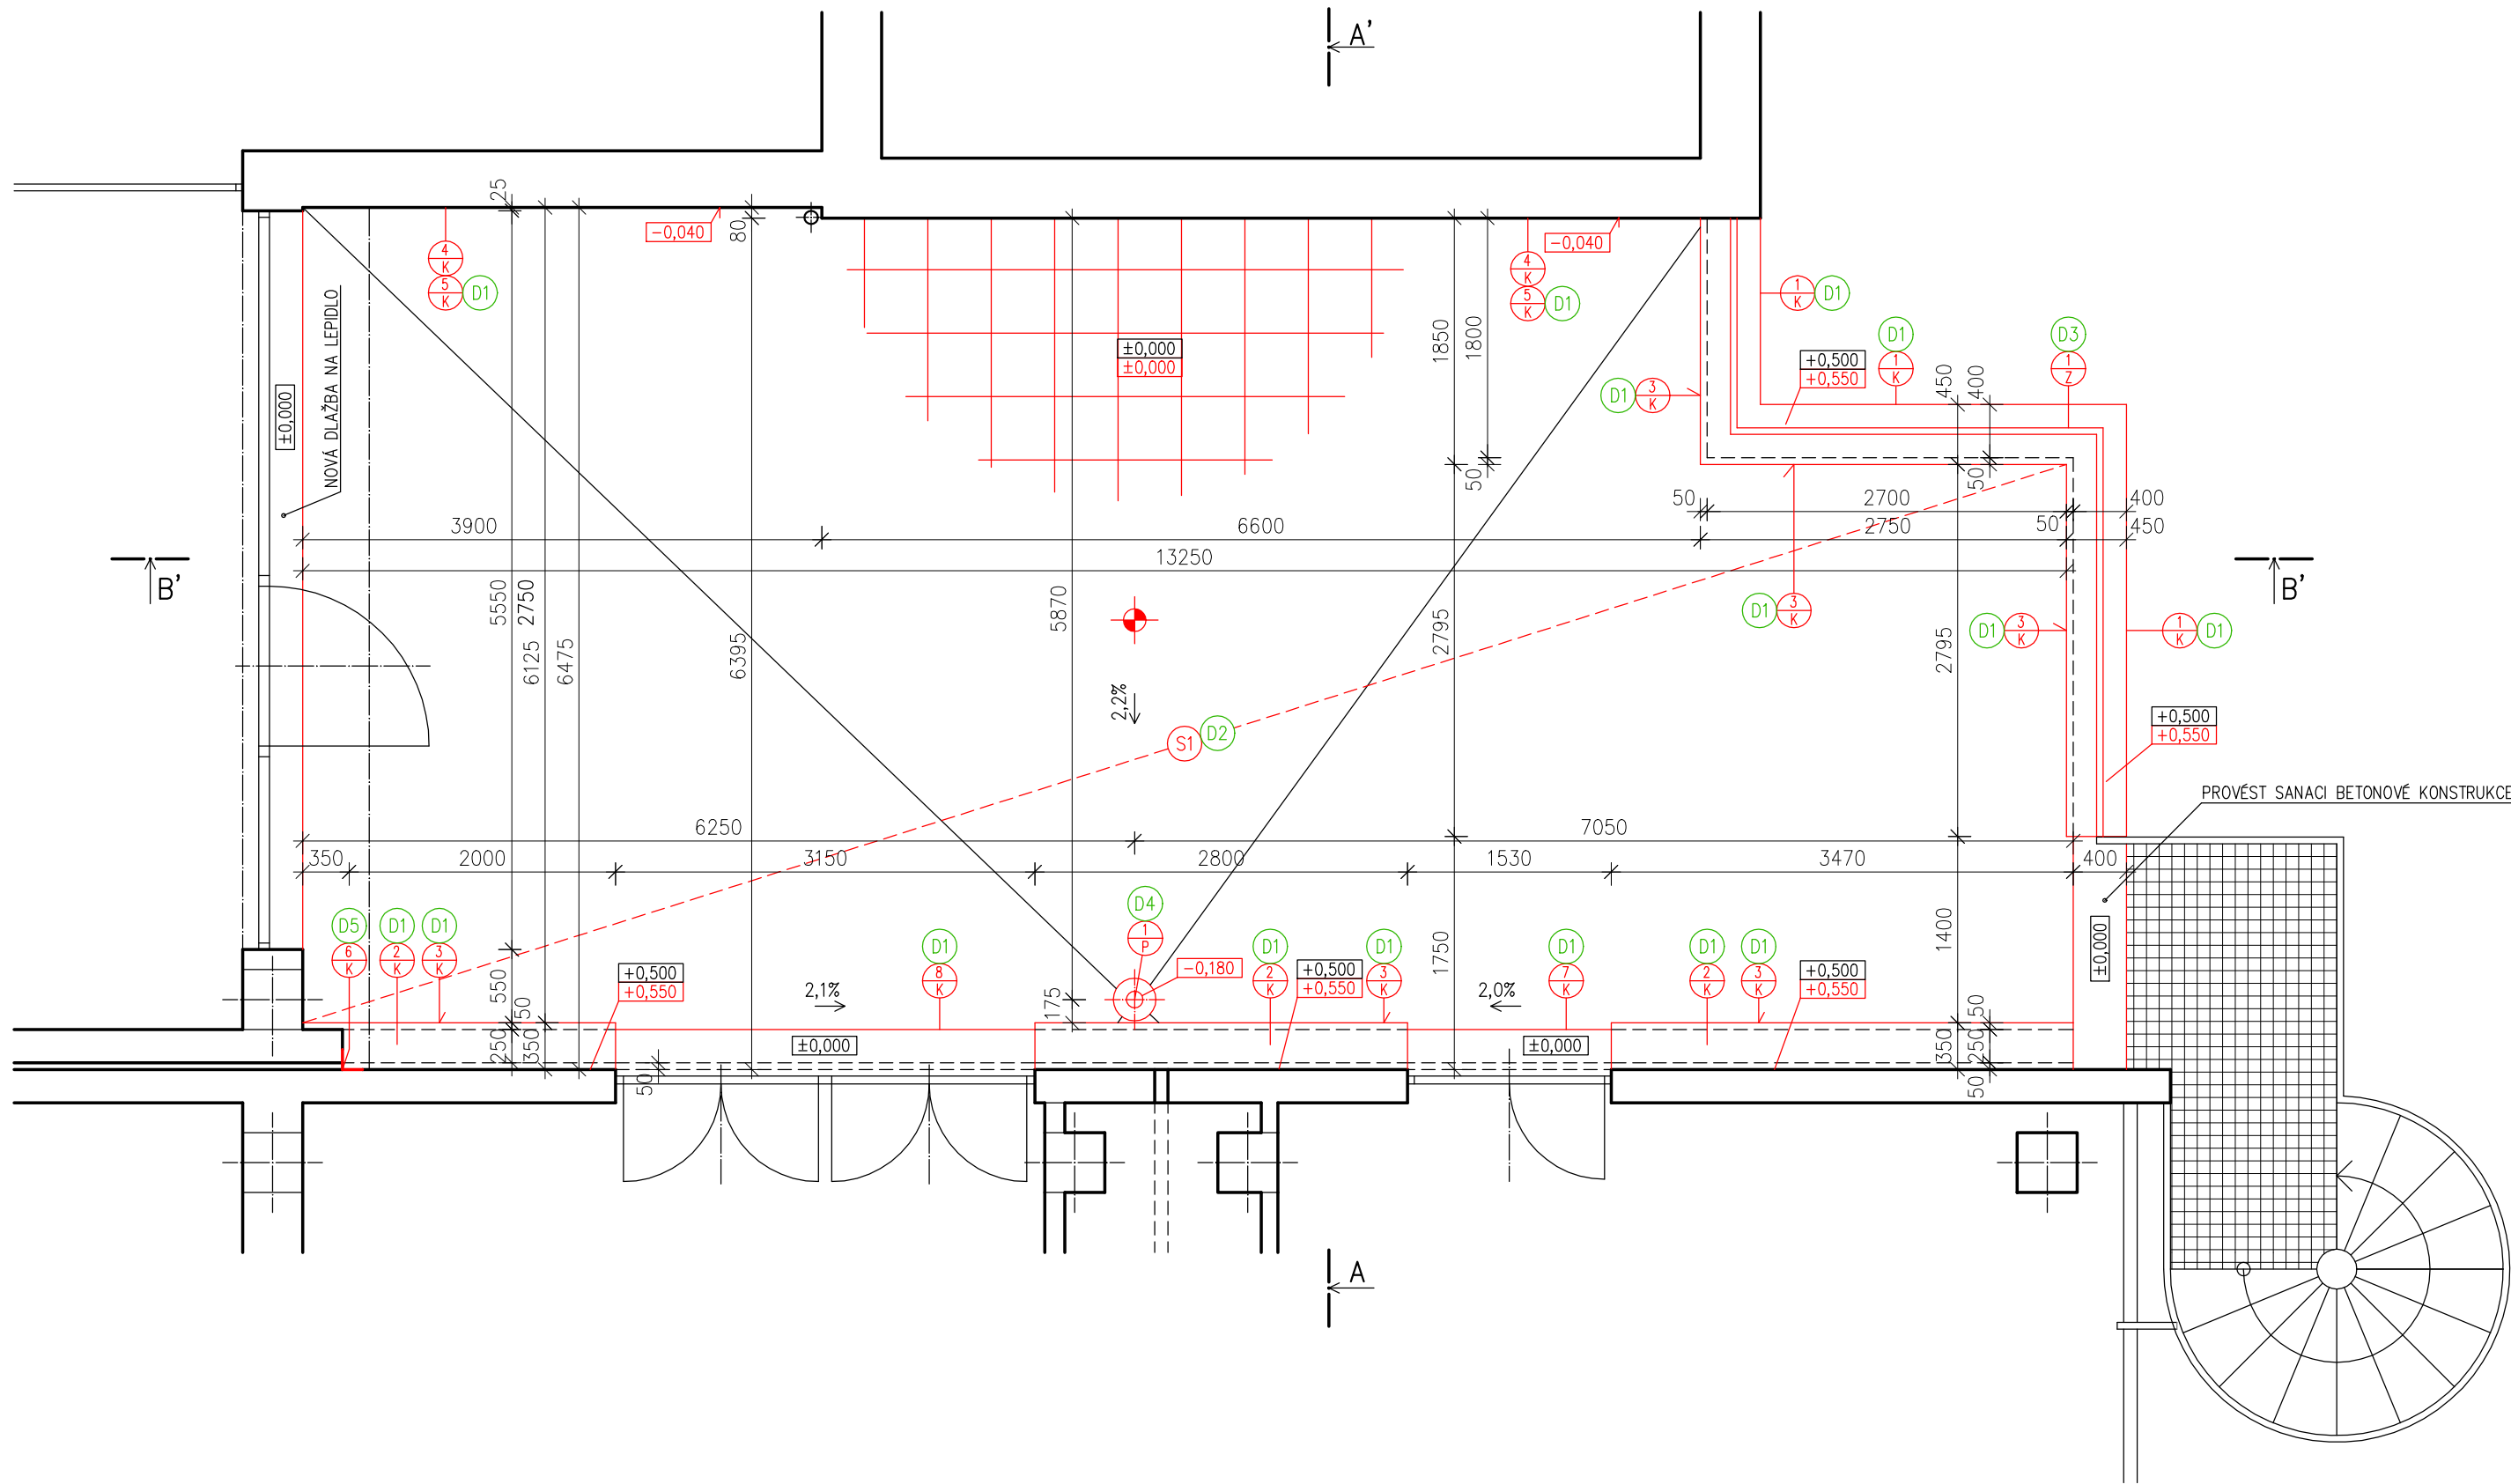 A'
25
-0,040
80
-0,040
4
K
5
K
D1
4
K
5
K
D1
1
K
D1
NOVÁ DLAŽBA NA LEPIDLO
±0,000
±0,000
±0,000
1850
1800
50
D1
3
K
+0,500
+0,550
D1
1
K
D3
1
Z
450
400
50
±0,000
3900
6600
50
2700
400
2750
50
450
13250
B'
B'
5550
2750
6125
6475
6395
5870
2795
2795
D1
3
K
D1
3
K
1
K
D1
2,2%
S1
D2
+0,500
+0,550
PROVÉST SANACI BETONOVÉ KONSTRUKCE
6250
7050
350
2000
3150
2800
1530
3470
400
D5
6
K
D1
2
K
D1
3
K
D1
8
K
D4
1
P
-0,180
D1
2
K
D1
3
K
D1
7
K
D1
2
K
D1
3
K
+0,500
+0,550
+0,500
+0,550
+0,500
+0,550
550
50
250
350
2,1%
175
1750
2,0%
1400
50
350
250
50
±0,000
±0,000
±0,000
50
A